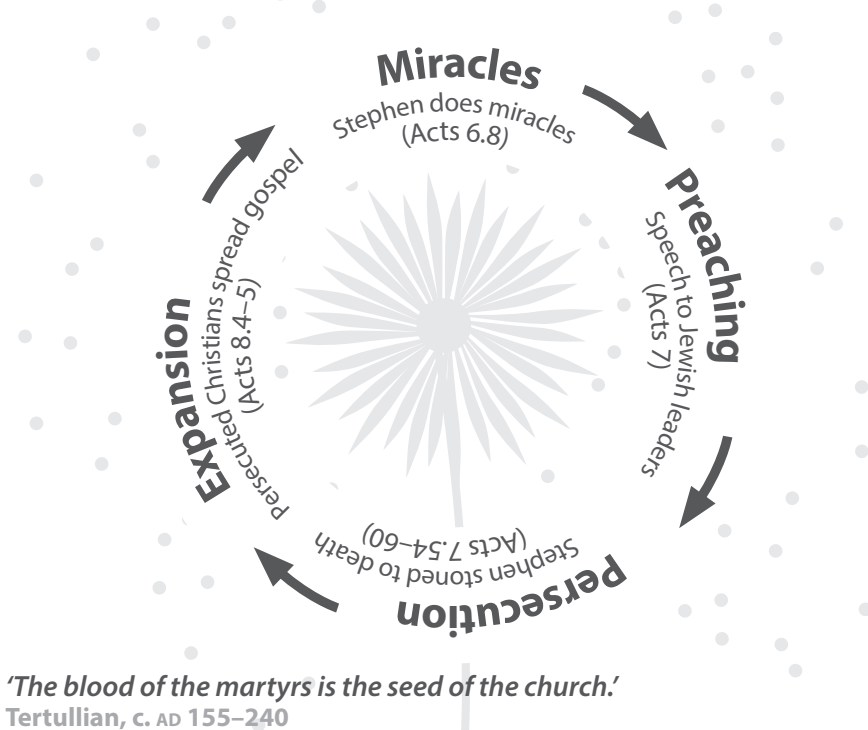 Miracles
Stephen does miracles
(Acts 6.8)
Preaching
Speech to Jewish leaders
(Acts 7)
Persecution
Stephen stoned to death
(Acts 7.54–60)
Expansion
Persecuted Christians spread gospel
(Acts 8.4–5)
‘The blood of the martyrs is the seed of the church.’
Tertullian, c. AD 155–240